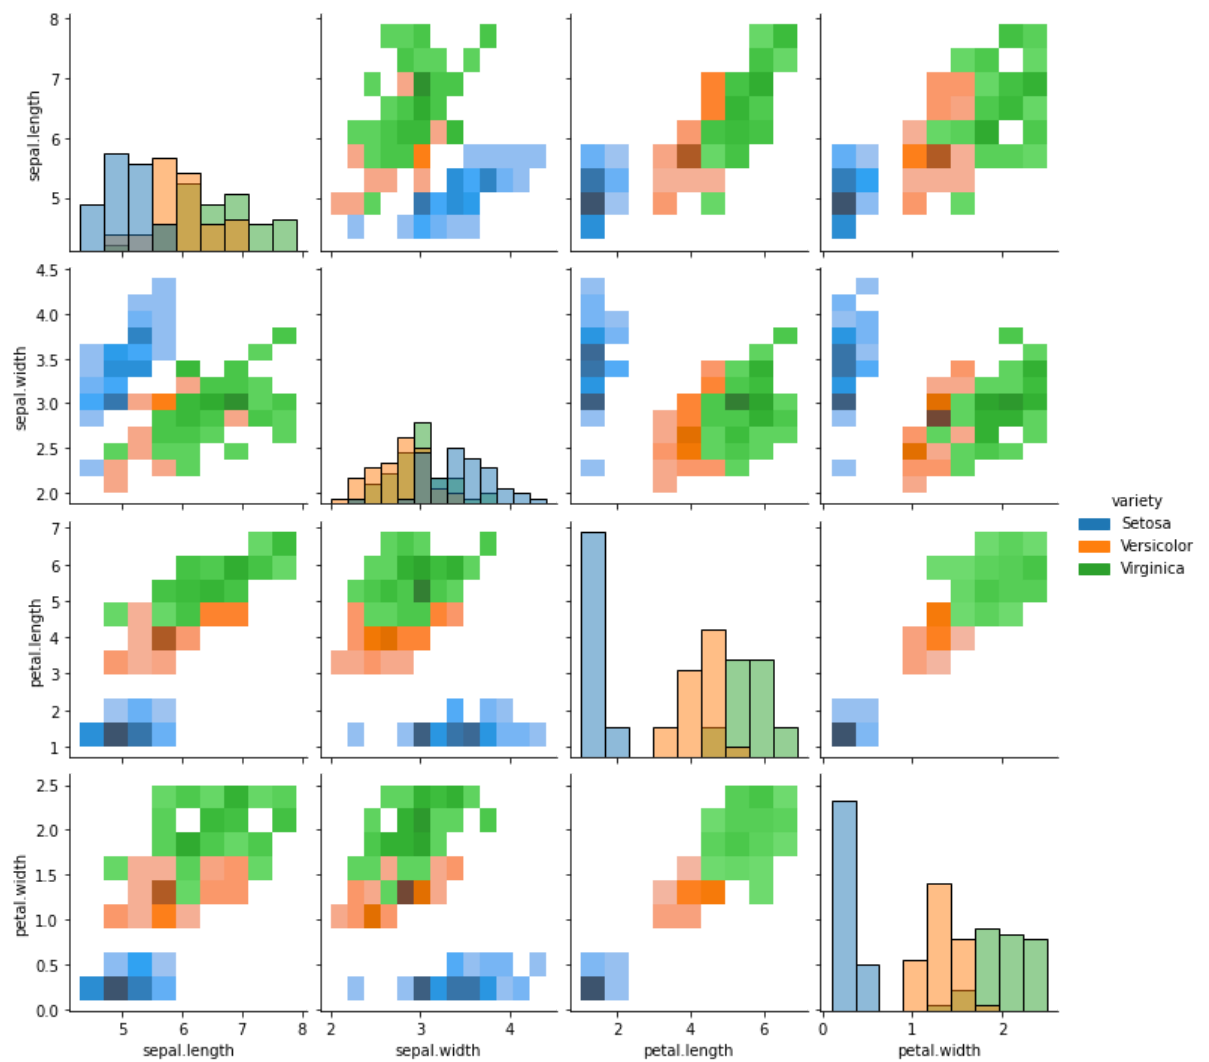 8
7
6
5
sepal.length
4.5
4.0
3.5
3.0
2.5
2.0
sepal.width
variety
Setosa
Versicolor
Virginica
7
6
5
4
3
2
1
petal.length
2.5
2.0
1.5
1.0
0.5
0.0
petal.width
5 6 7 8
2 3 4
2 4 6
0 1 2
sepal.length sepal.width petal.length petal.width